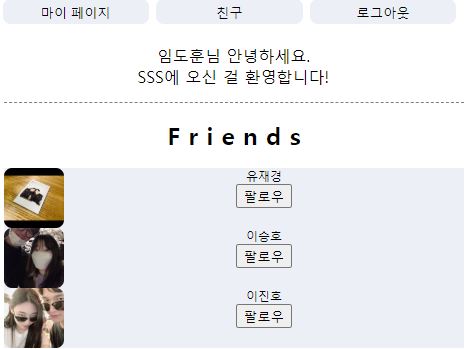 마이 페이지 친구 로그아웃
임도훈님 안녕하세요.
SSS에 오신 걸 환영합니다!
Friends
유재경
팔로우
이승호
팔로우
이진호
팔로우